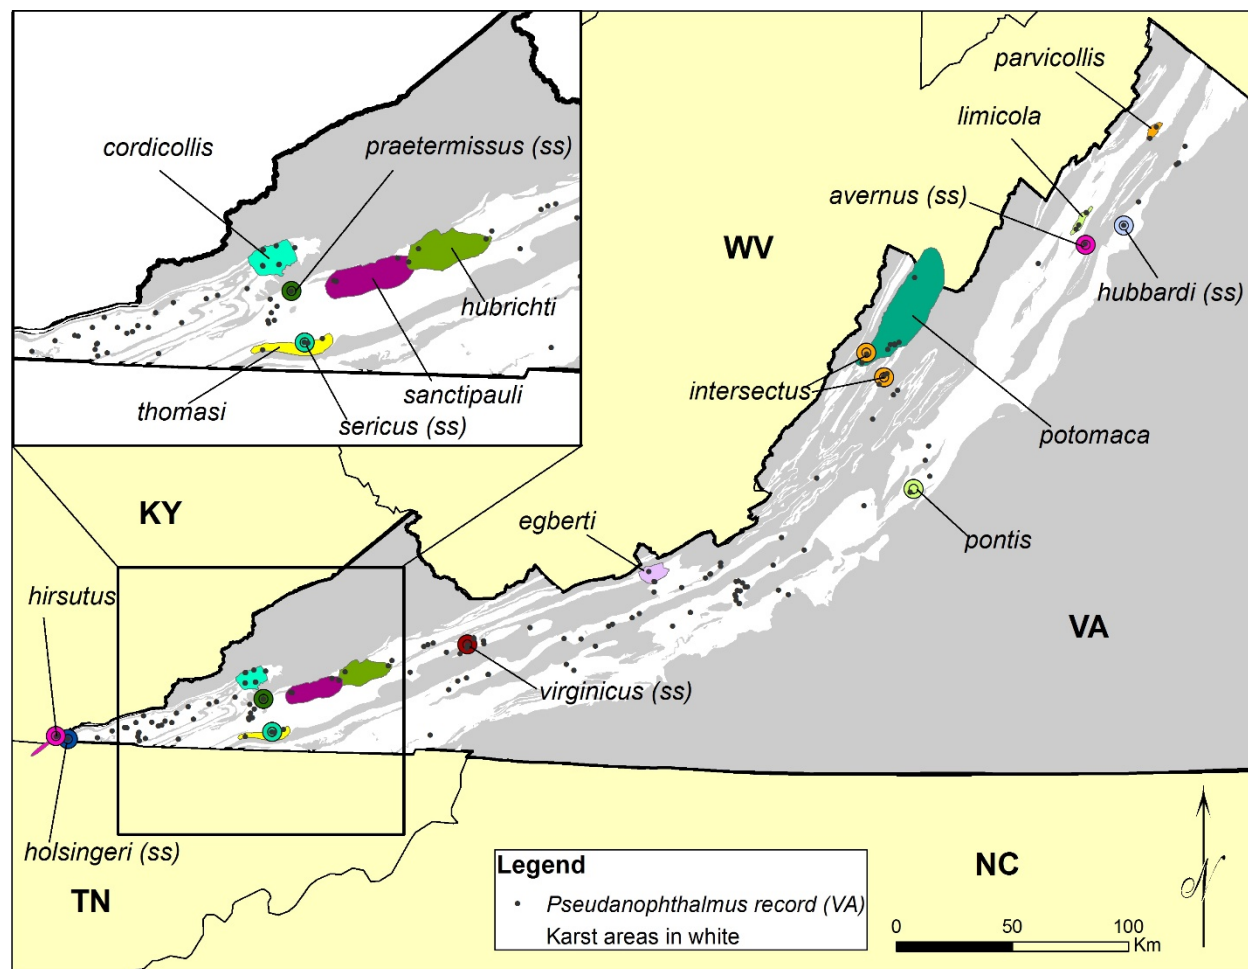 parvicollis
limicola
cordicollis
praetermissus (ss)
avernus (ss)
WV
hubrichti
hubbardi (ss)
thomasi
sanctipauli
sericus (ss)
intersectus
potomaca
KY
egberti
pontis
hirsutus
VA
virginicus (ss)
holsingeri (ss)
Legend
Pseudanophthalmus record (VA)
Karst areas in white
NC
TN
N
0 50 100
Km